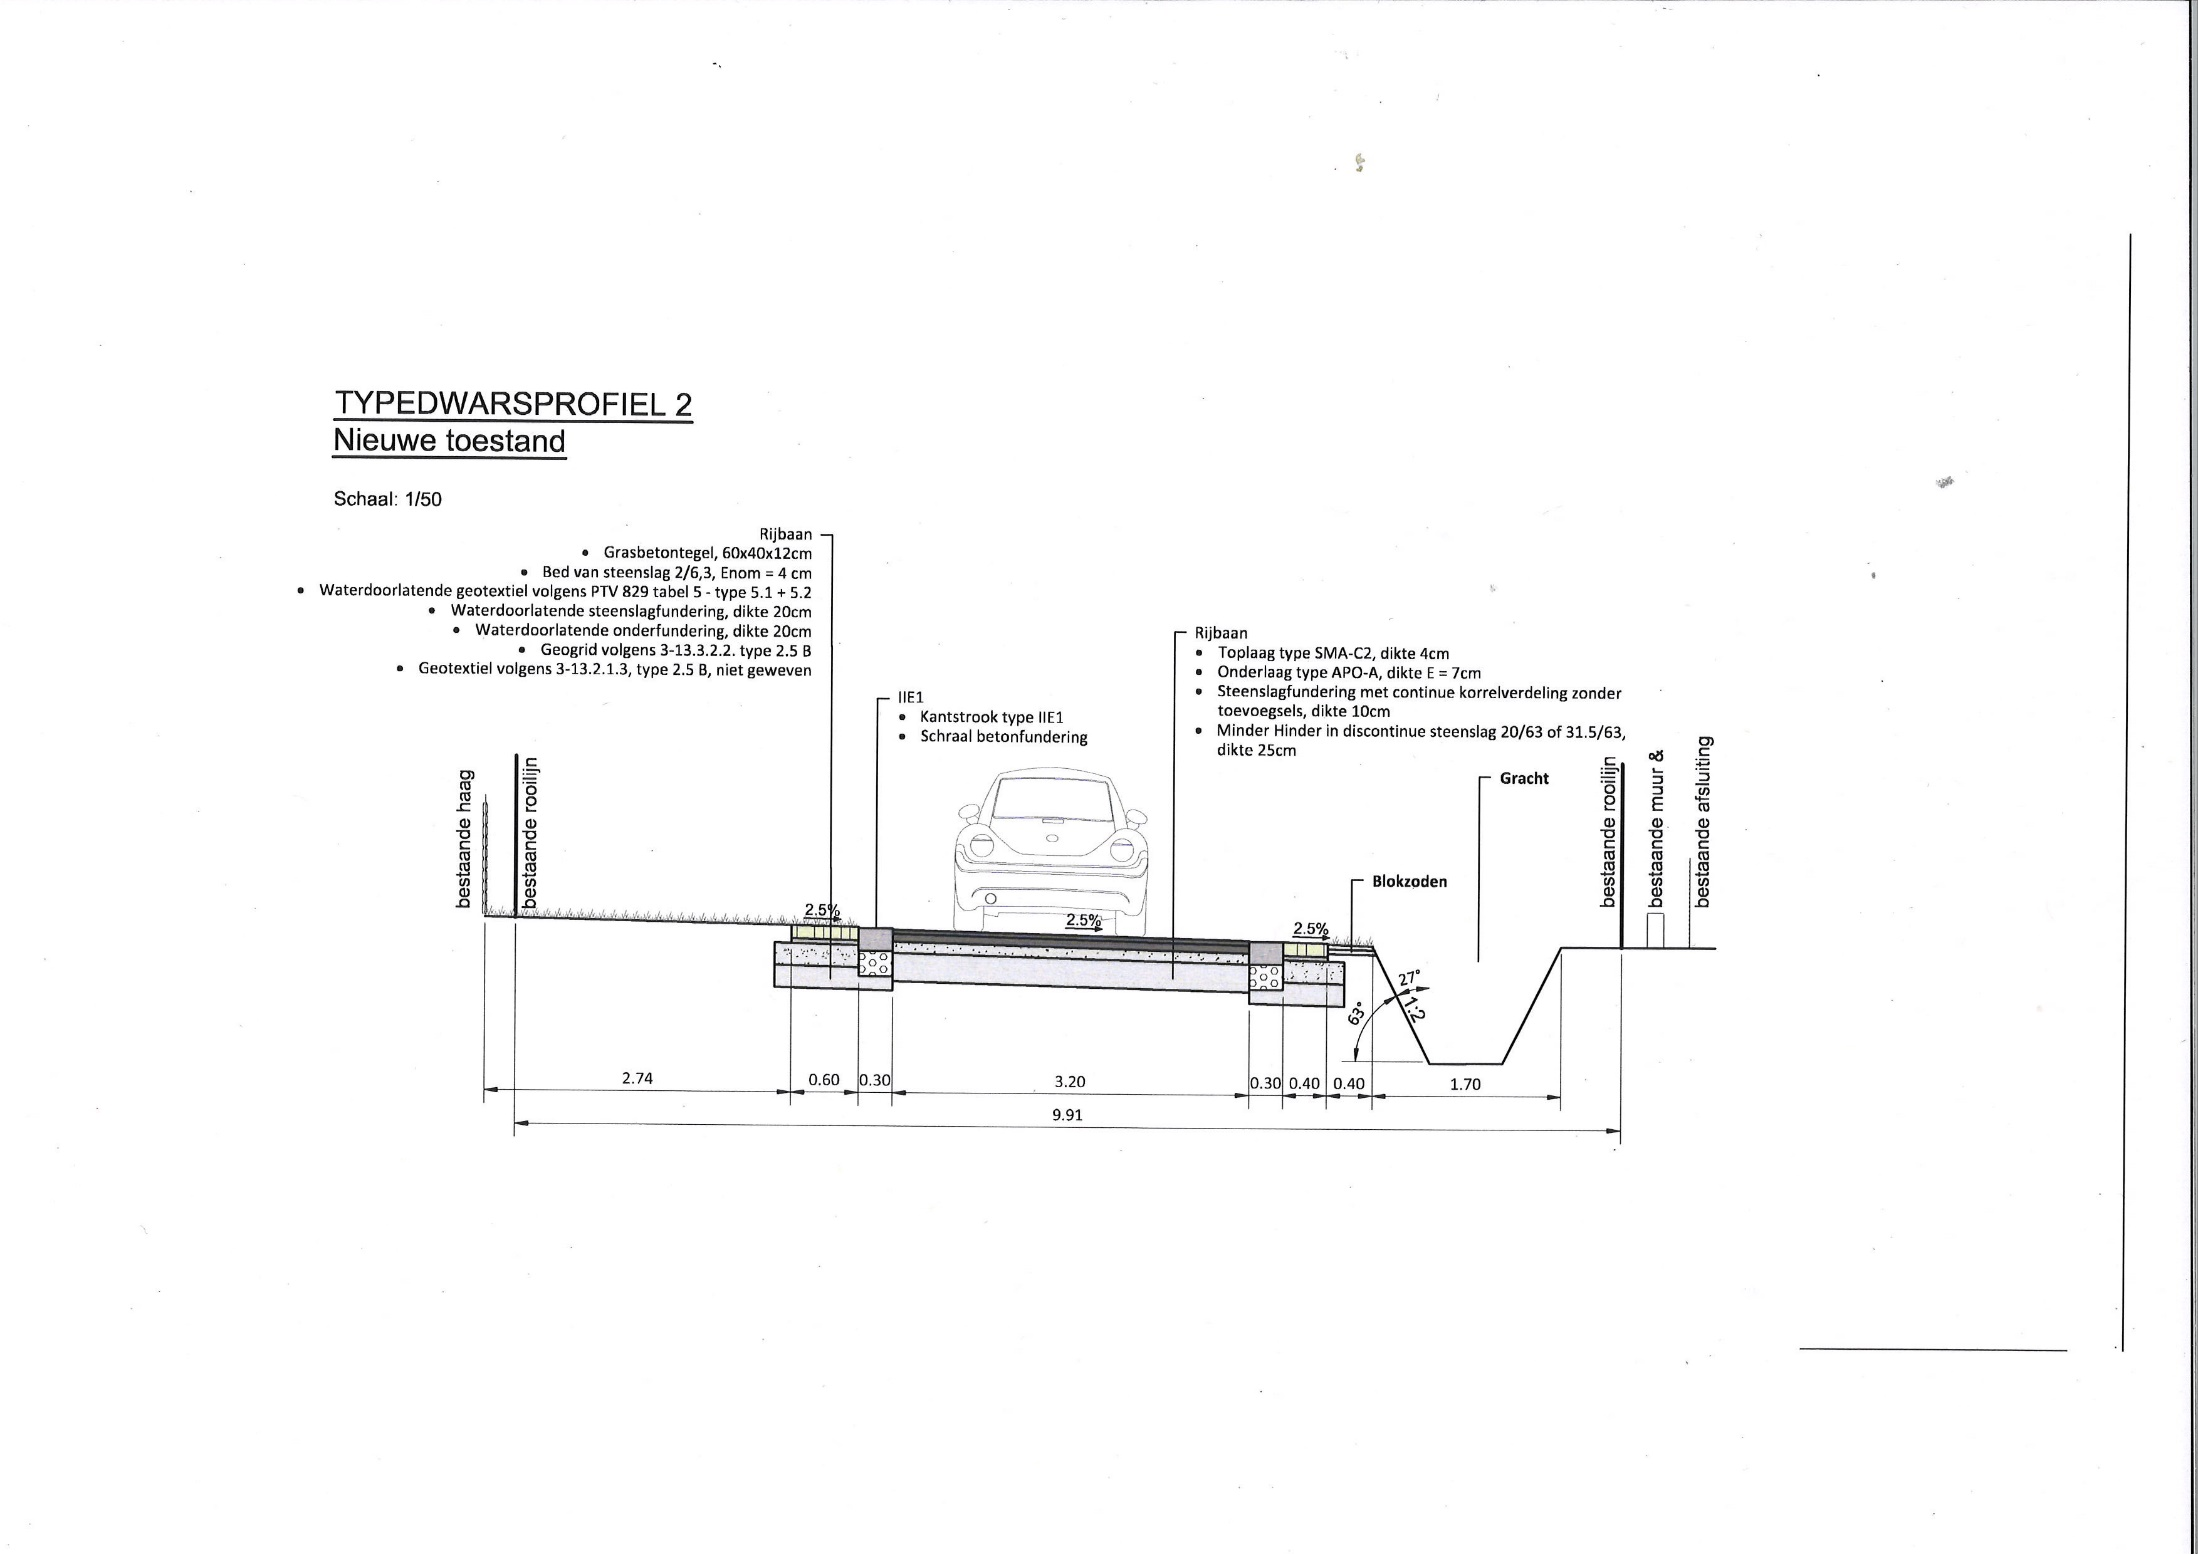 TYPEDWARSPROFIEL 2
Nieuwe toestand
Schaal: 1/50
Rijbaan
• Grasbetontegel, 60x40x12cm
• Bed van steenslag 2/6,3, Enom = 4 cm
• Waterdoorlatende geotextiel volgens PTV 829 tabel 5 - type 5.1 + 5.2
• Waterdoorlatende steenslagfundering, dikte 20cm
• Waterdoorlatende onderfundering, dikte 20cm
• Geogrid volgens 3-13.3.2.2. type 2.5 B
• Geotextiel volgens 3-13.2.1.3, type 2.5 B, niet geweven
IIE1
• Kantstrook type IIE1
• Schraal betonfundering
Rijbaan
• Toplaag type SMA-C2, dikte 4cm
• Onderlaag type APO-A, dikte E = 7cm
• Steenslagfundering met continue korrelverdeling zonder
toevoegsels, dikte 10cm
• Minder Hinder in discontinue steenslag 20/63 of 31.5/63,
dikte 25cm
Gracht
Blokzoden
bestaande haag
bestaande rooilijn
bestaande rooilijn
bestaande muur &
bestaande afsluiting
2.5%
2.5%
2.5%
27°
1:2
63°
2.74
0.60
0.30
3.20
0.30
0.40
0.40
1.70
9.91